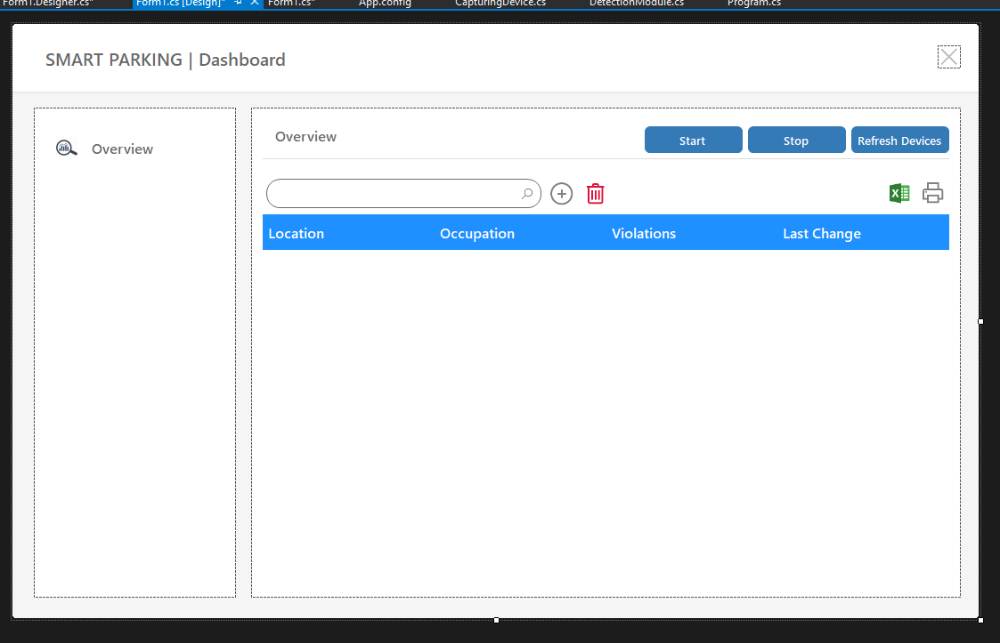 Form1.Designer.cs*
Form1.cs [Design]*
Form1.cs*
App.config
CapturingDevice.cs
DetectionModule.cs
Program.cs
SMART PARKING | Dashboard
Overview
Overview
Start
Stop
Refresh Devices
Location
Occupation
Violations
Last Change